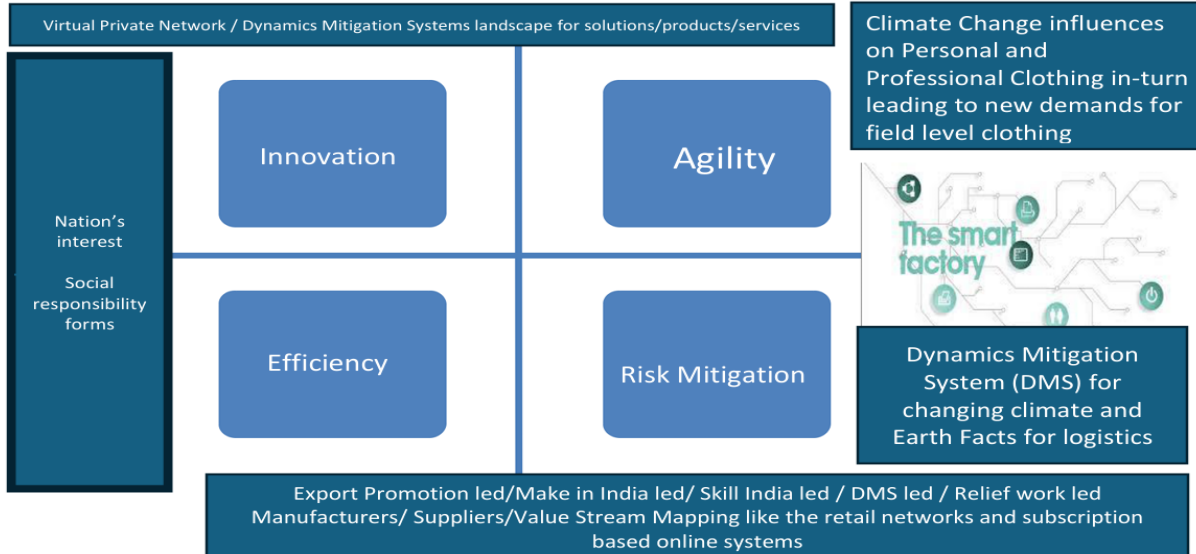 Virtual Private Network / Dynamics Mitigation Systems landscape for solutions/products/services
Climate Change influences
on Personal and
Professional Clothing in-turn
leading to new demands for
field level clothing
Nation's
interest
Social
responsibility
forms
Innovation
Agility
Efficiency
Risk Mitigation
The smart
factory
Dynamics Mitigation
System (DMS) for
changing climate and
Earth Facts for logistics
Export Promotion led/Make in India led/ Skill India led / DMS led / Relief work led
Manufacturers/ Suppliers/Value Stream Mapping like the retail networks and subscription
based online systems